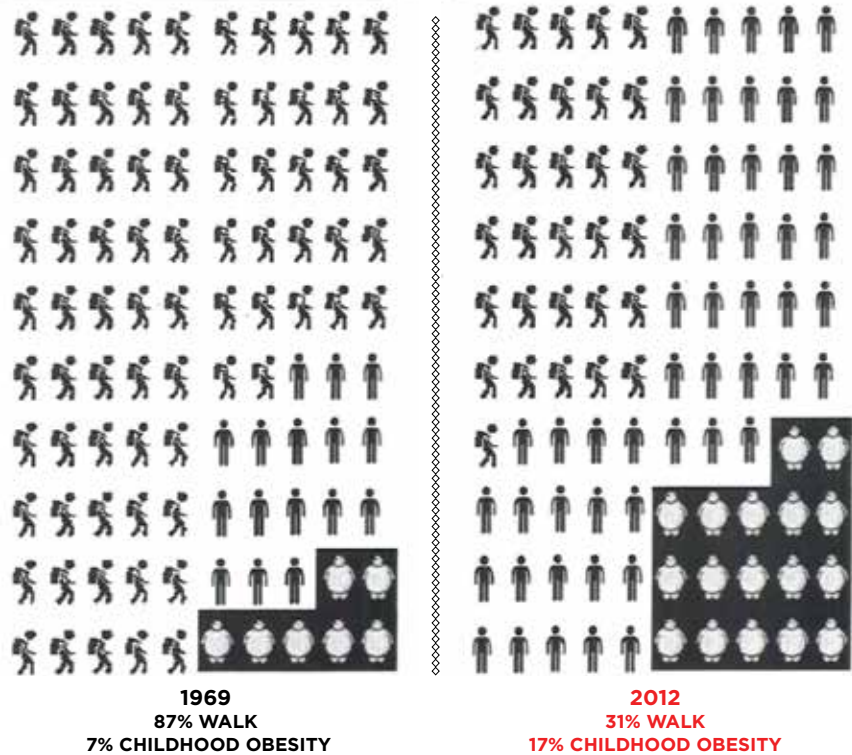 1969
87% WALK
7% CHILDHOOD OBESITY
2012
31% WALK
17% CHILDHOOD OBESITY